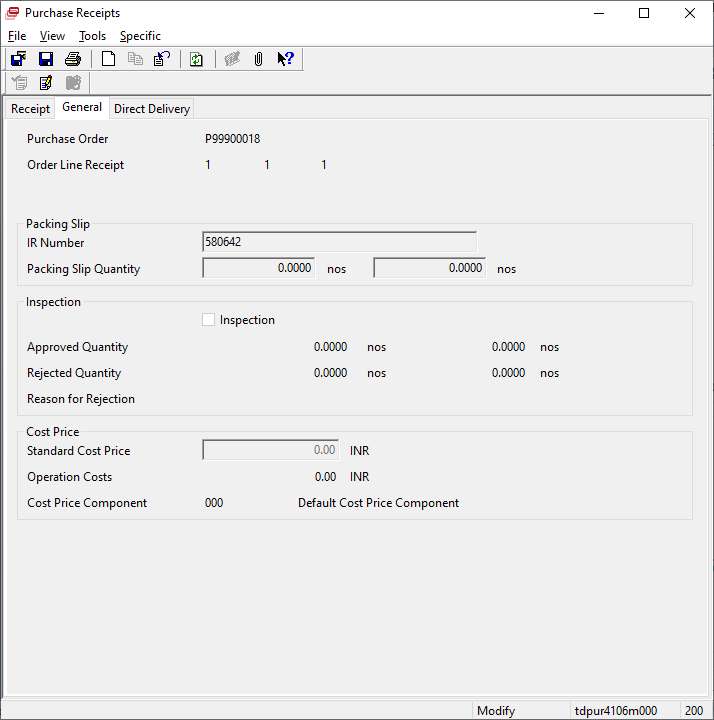 Purchase Receipts
File View Tools Specific
Receipt General Direct Delivery
Purchase Order P99900018
Order Line Receipt 1 1 1
Packing Slip
IR Number 580642
Packing Slip Quantity 0.0000 nos 0.0000 nos
Inspection
Inspection
Approved Quantity 0.0000 nos 0.0000 nos
Rejected Quantity 0.0000 nos 0.0000 nos
Reason for Rejection
Cost Price
Standard Cost Price 0.00 INR
Operation Costs 0.00 INR
Cost Price Component 000 Default Cost Price Component
Modify tdpur4106m000 200